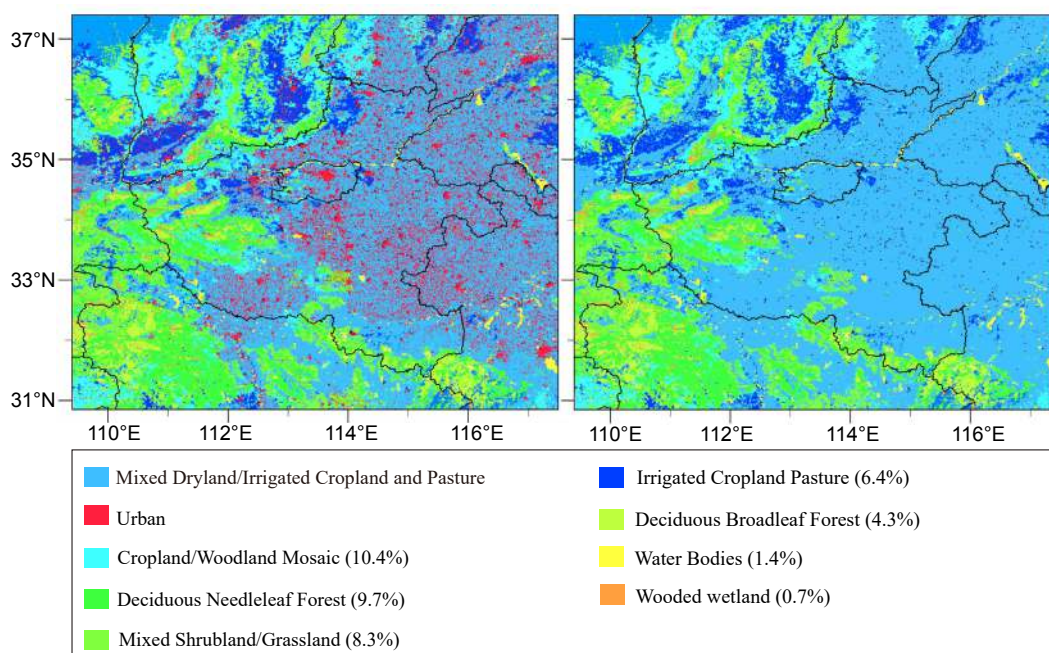 37°N
35°N
33°N
31°N
110°E 112°E 114°E 116°E
110°E 112°E 114°E 116°E
Mixed Dryland/Irrigated Cropland and Pasture
Urban
Cropland/Woodland Mosaic (10.4%)
Deciduous Needleleaf Forest (9.7%)
Mixed Shrubland/Grassland (8.3%)
Irrigated Cropland Pasture (6.4%)
Deciduous Broadleaf Forest (4.3%)
Water Bodies (1.4%)
Wooded wetland (0.7%)